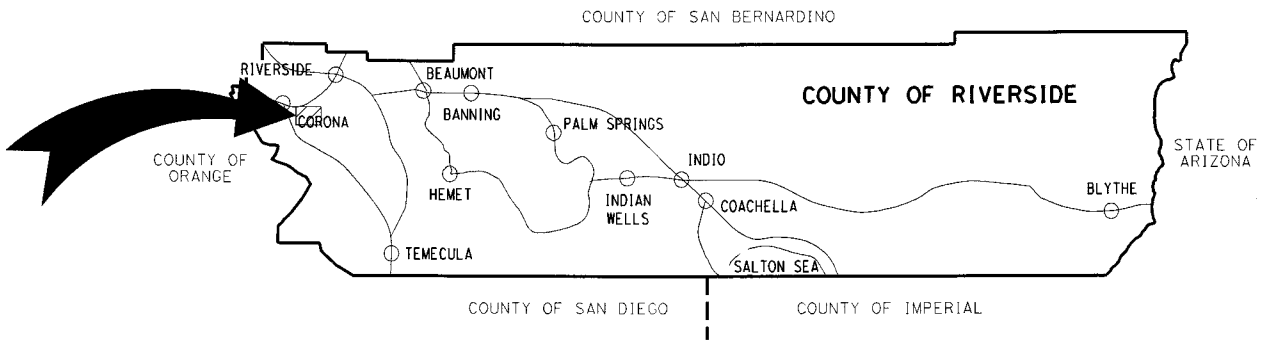 COUNTY OF SAN BERNARDINO
RIVERSIDE
BEAUMONT
COUNTY OF RIVERSIDE
BANNING
CORONA
PALM SPRINGS
COUNTY OF
ORANGE
STATE OF
ARIZONA
HEMET
INDIO
INDIAN
WELLS
COACHELLA
BLYTHE
TEMECULA
SALTON SEA
COUNTY OF SAN DIEGO
COUNTY OF IMPERIAL